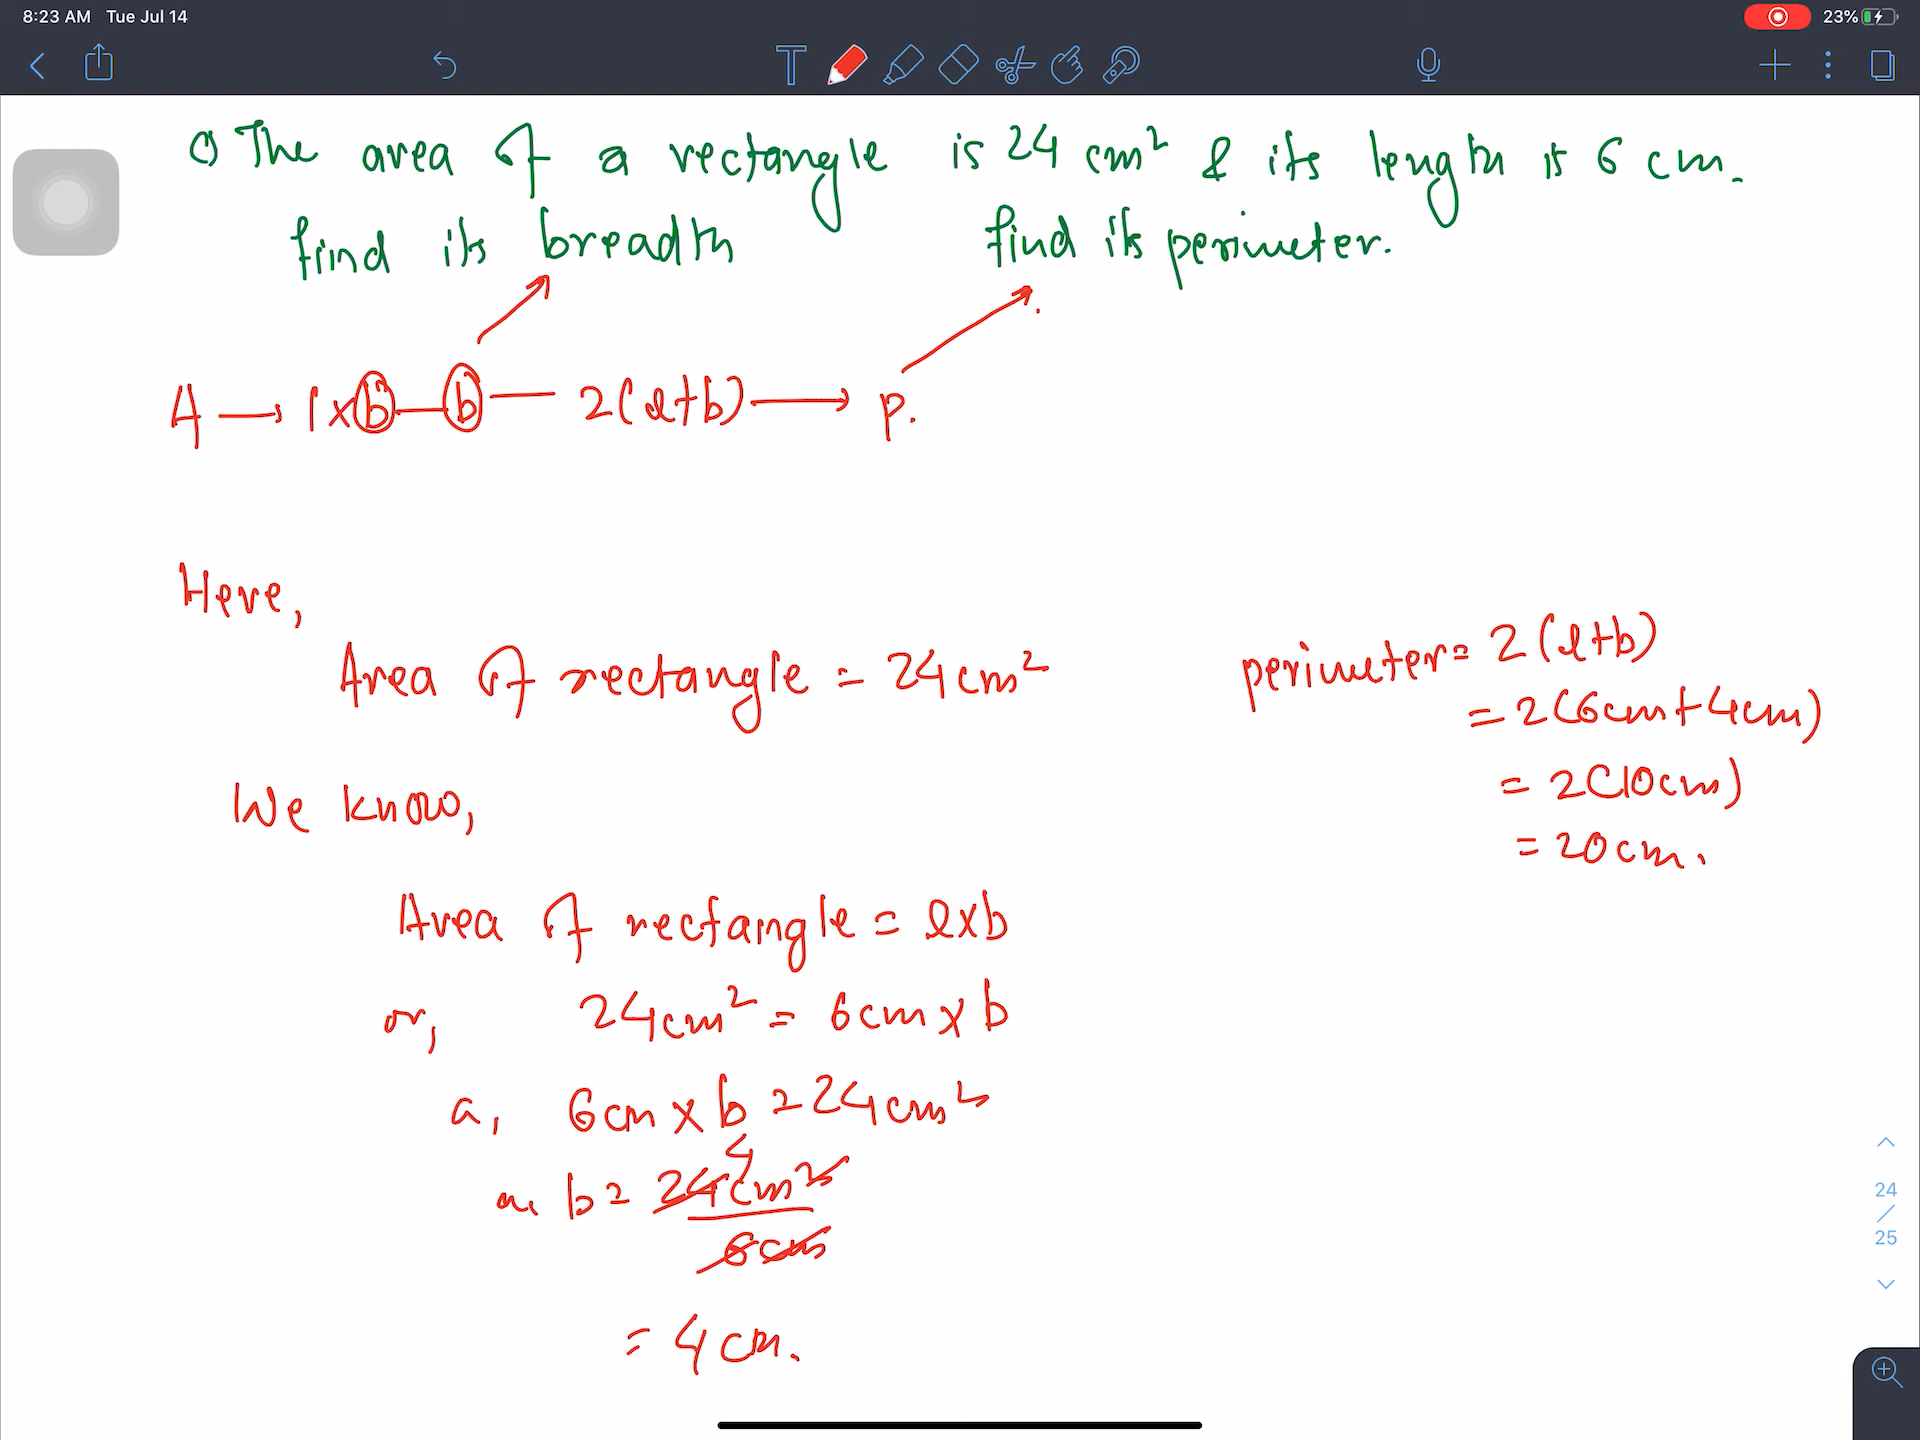 8:23 AM Tue Jul 14
23%
The area of a rectangle is 24 cm² & its length is 6 cm.
find its breadth find its perimeter.
A → l×b — b — 2(l+b) → p.
Here,
Area of rectangle = 24cm²
We know,
Area of rectangle = l×b
or, 24cm² = 6cm × b
or, 6cm × b = 24cm²
or, b = 24cm² / 6cm
4
= 4cm.
perimeter = 2(l+b)
= 2(6cm+4cm)
= 2(10cm)
= 20cm.
24
/
25